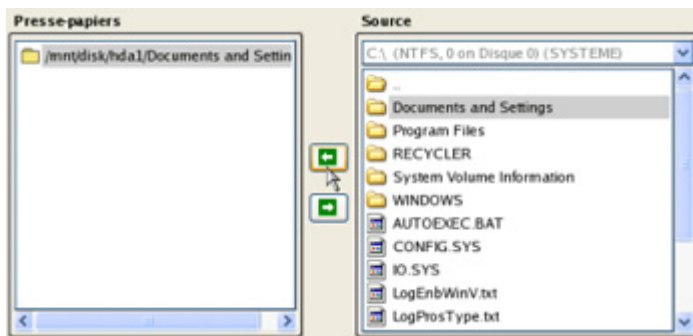 Presse-papiers
/mnt/disk/hda1/Documents and Settin
Source
C:\ (NTFS, 0 on Disque 0) (SYSTEME)
..
Documents and Settings
Program Files
RECYCLER
System Volume Information
WINDOWS
AUTOEXEC.BAT
CONFIG.SYS
IO.SYS
LogEnbWinV.txt
LogProsType.txt